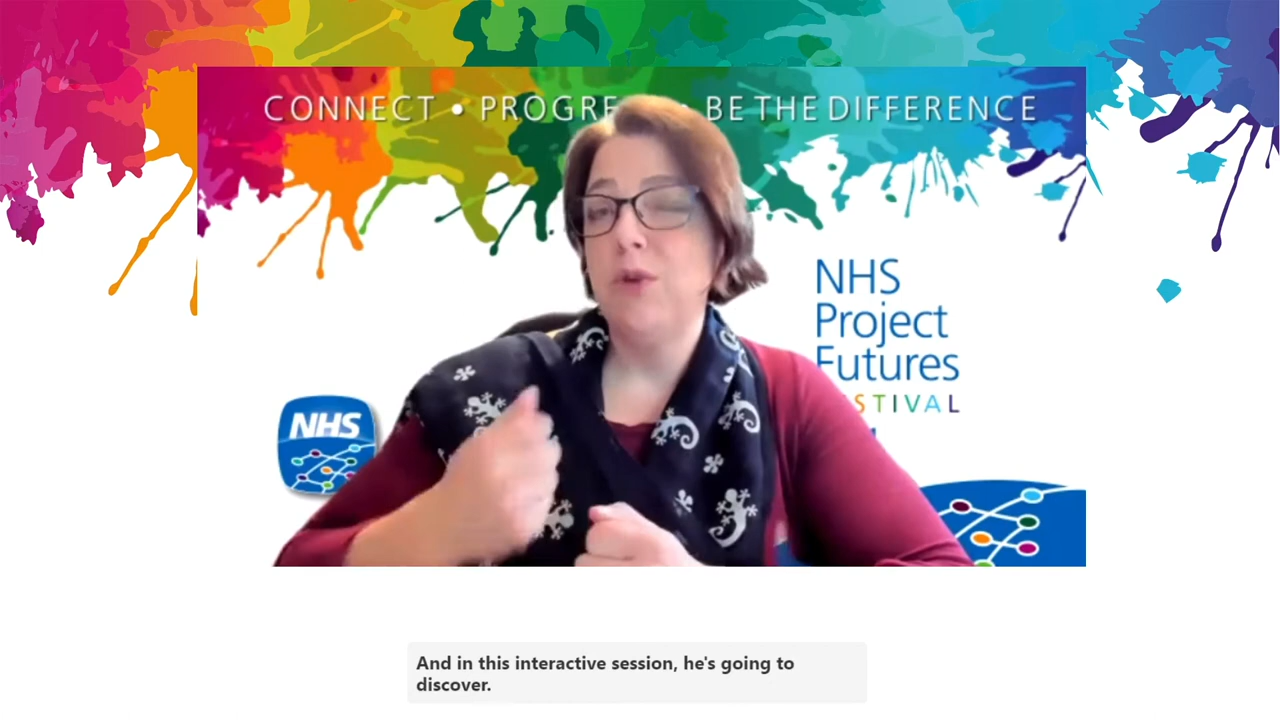 CONNECT • PROGRE • BE THE DIFFERENCE
NHS
Project
Futures
STIVAL
NHS
And in this interactive session, he's going to
discover.